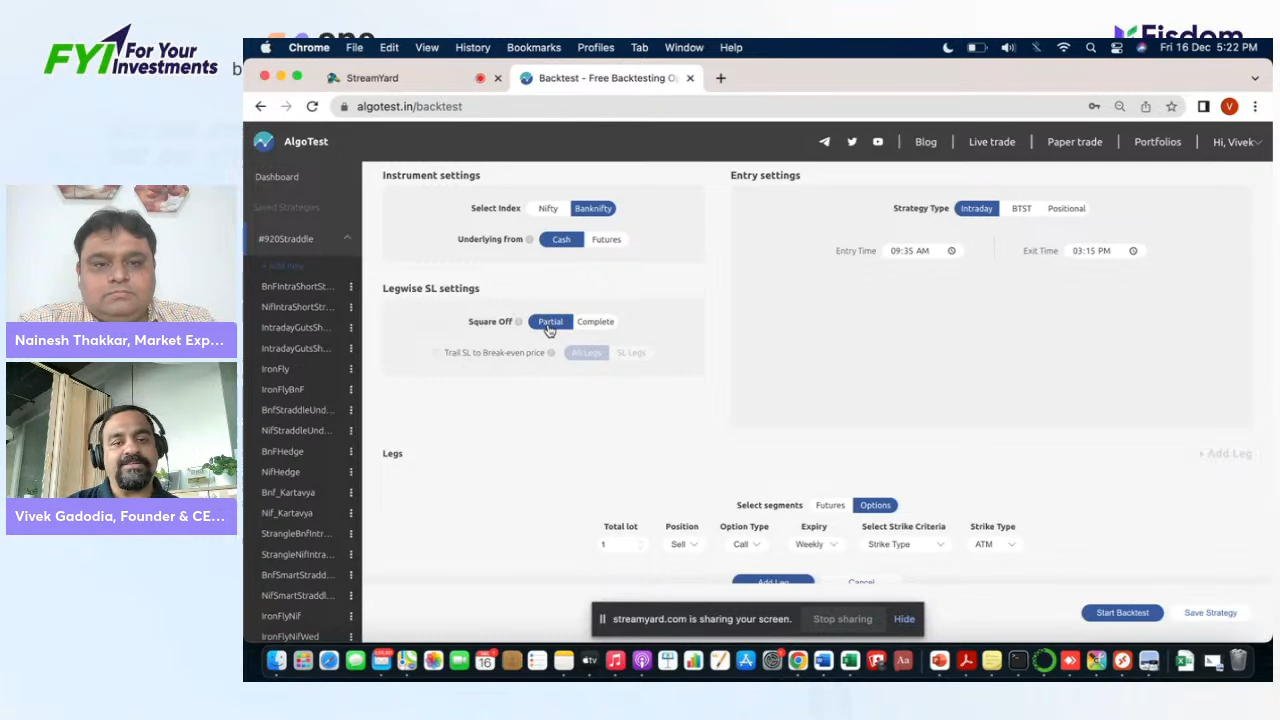 FYI For Your Investments
Fisdom
Chrome File Edit View History Bookmarks Profiles Tab Window Help
Fri 16 Dec 5:22 PM
StreamYard
Backtest - Free Backtesting O
algotest.in/backtest
V
AlgoTest
Blog Live trade Paper trade Portfolios Hi, Vivek
Dashboard
Saved Strategies
#920Straddle
+ Add New
BnFIntraShortSt...
NifIntraShortStr...
IntradayGutsSh...
IntradayGutsSh...
IronFly
IronFlyBnF
BnfStraddleUnd...
NifStraddleUnd...
BnFHedge
NifHedge
Bnf_Kartavya
Nif_Kartavya
StrangleBnfIntr...
StrangleNifIntra...
BnfSmartStradd...
NifSmartStraddl...
IronFlyNif
IronFlyNifWed
Instrument settings
Select Index Nifty Banknifty
Underlying from Cash Futures
Legwise SL settings
Square Off Partial Complete
Trail SL to Break-even price All Legs SL Legs
Entry settings
Strategy Type Intraday BTST Positional
Entry Time 09:35 AM Exit Time 03:15 PM
Legs
+ Add Leg
Select segments Futures Options
Total lot Position Option Type Expiry Select Strike Criteria Strike Type
1 Sell Call Weekly Strike Type ATM
Add Leg Cancel
Start Backtest Save Strategy
streamyard.com is sharing your screen. Stop sharing Hide
Nainesh Thakkar, Market Exp...
Vivek Gadodia, Founder & CE...